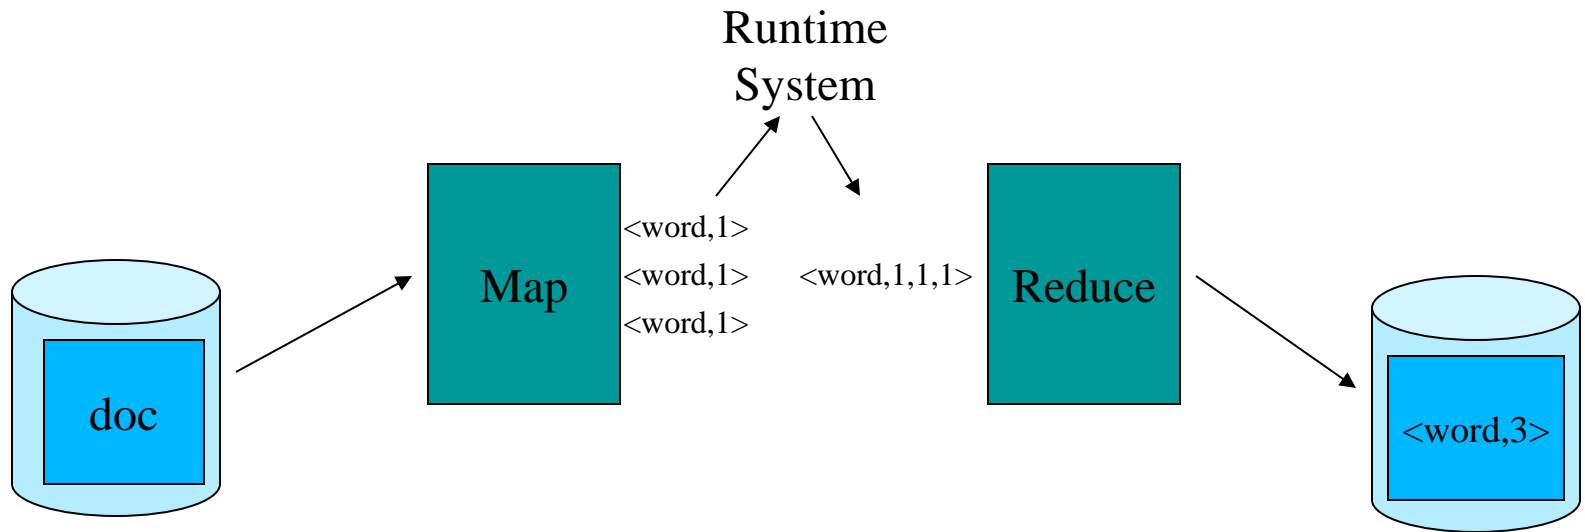 Runtime
System
<word,1>
<word,1>
<word,1>
Map
<word,1,1,1>
Reduce
doc
<word,3>